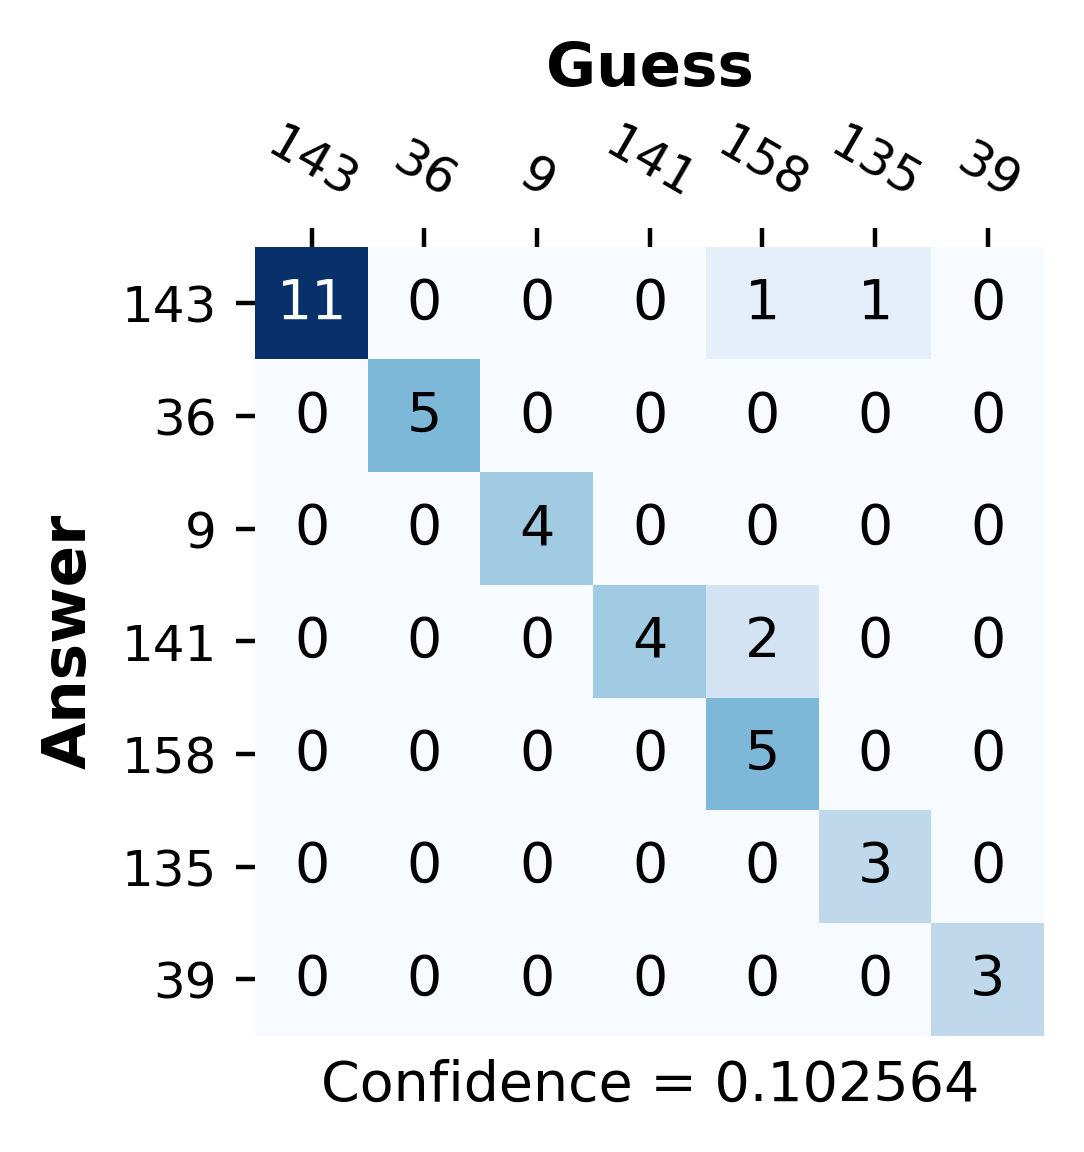 Guess
143 36 9 141 158 135 39
Answer
143 11 0 0 0 1 1 0
36 0 5 0 0 0 0 0
9 0 0 4 0 0 0 0
141 0 0 0 4 2 0 0
158 0 0 0 0 5 0 0
135 0 0 0 0 0 3 0
39 0 0 0 0 0 0 3
Confidence = 0.102564